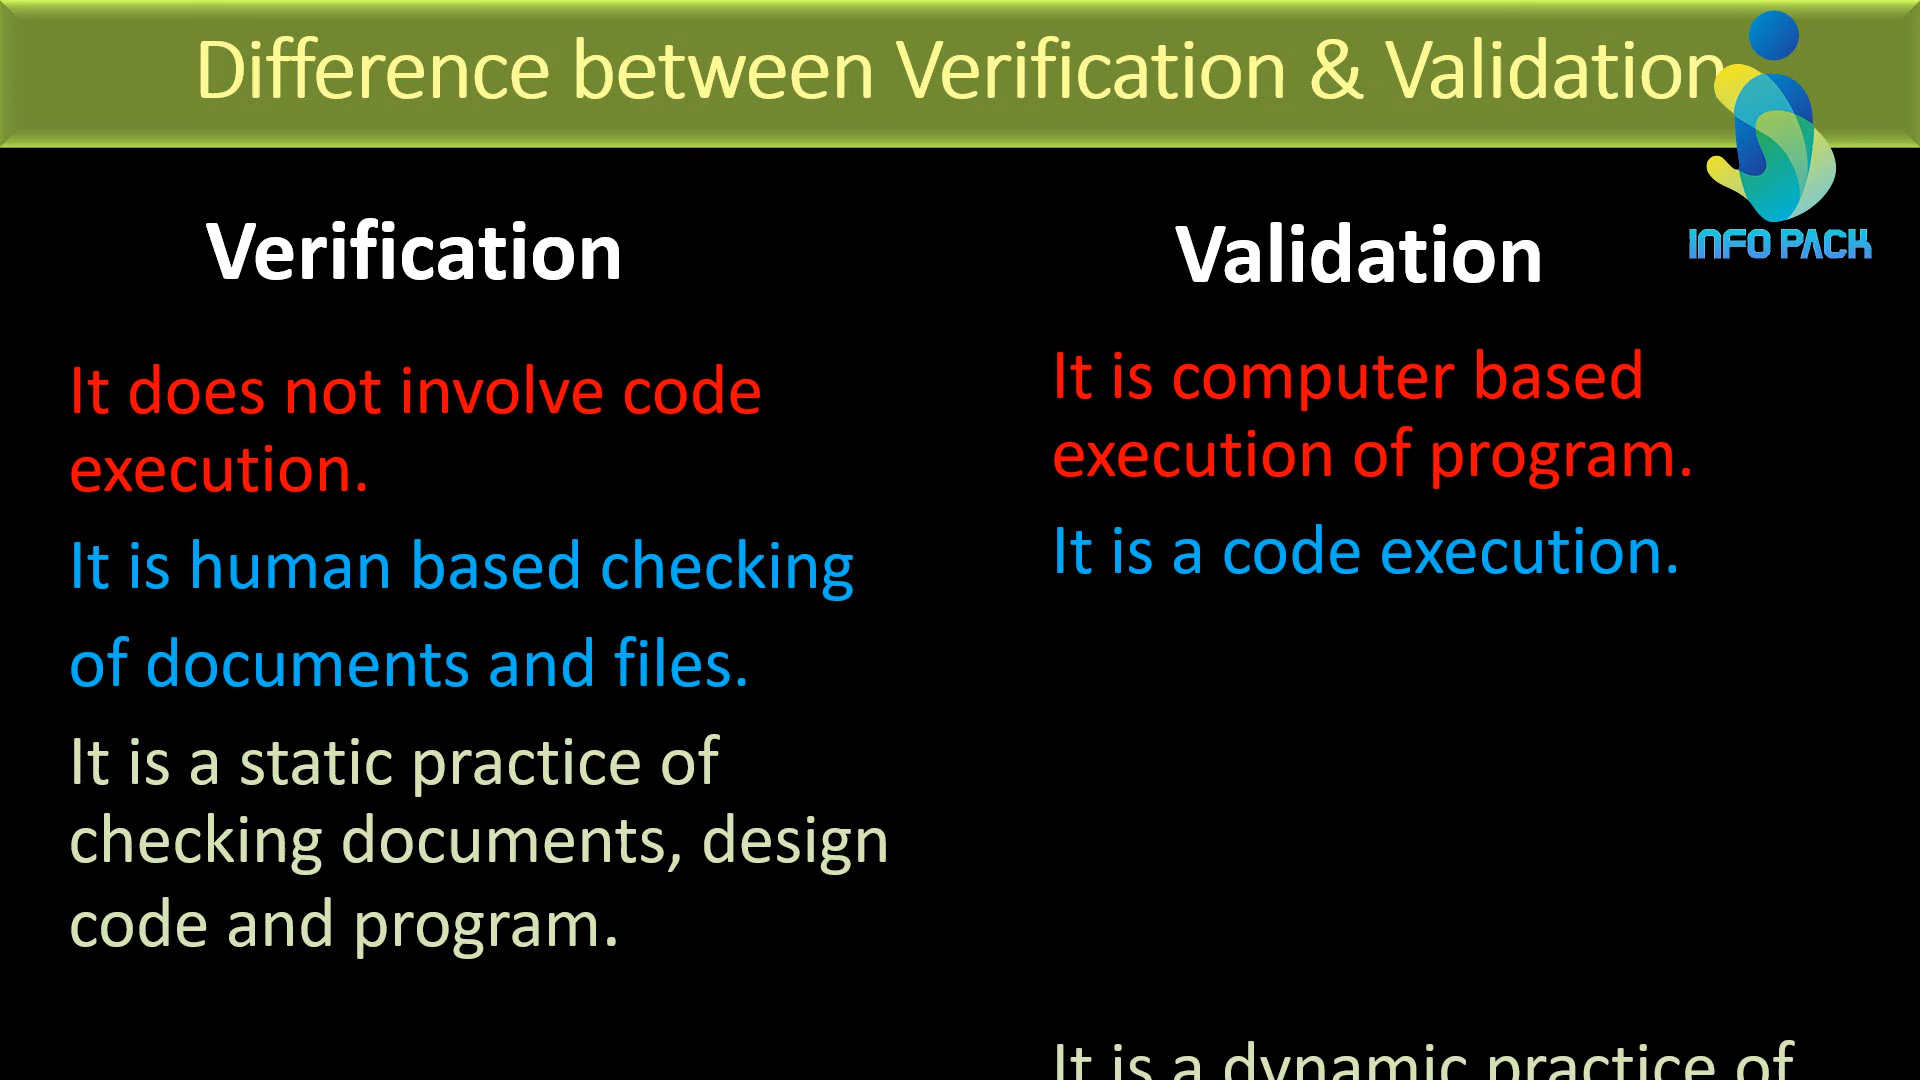 Difference between Verification & Validation
INFO PACK
Verification
It does not involve code
execution.
It is human based checking
of documents and files.
It is a static practice of
checking documents, design
code and program.
Validation
It is computer based
execution of program.
It is a code execution.
It is a dynamic practice of